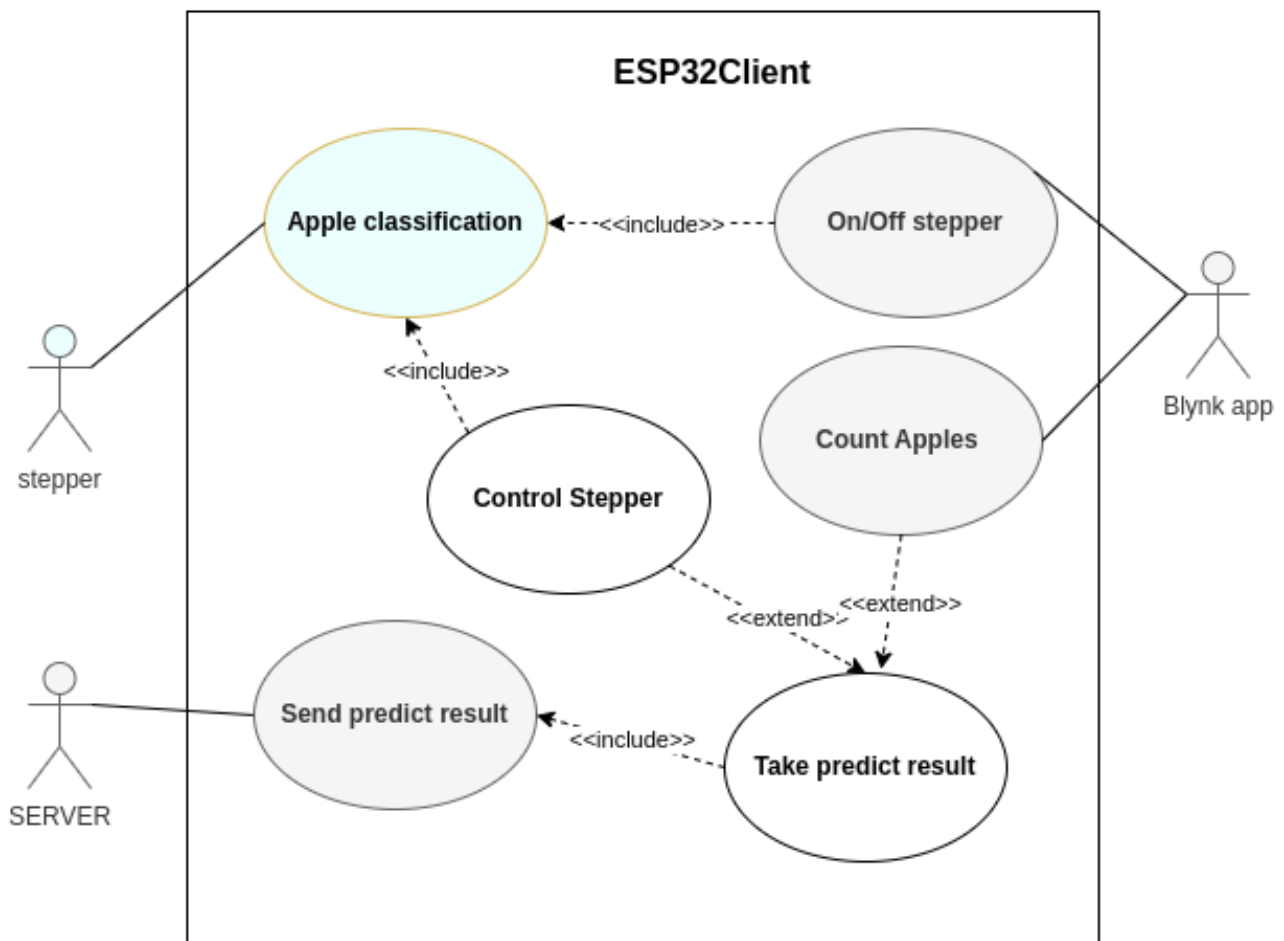 ESP32Client
Apple classification
<<include>>
On/Off stepper
<<include>>
stepper
Blynk app
Count Apples
Control Stepper
<<extend>>
<<extend>>
Send predict result
<<include>>
Take predict result
SERVER